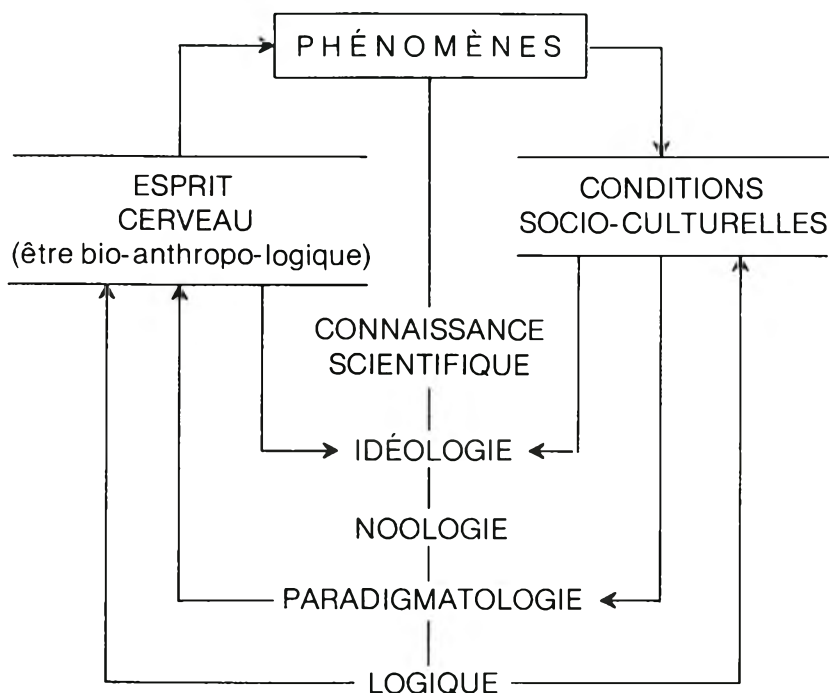 PHÉNOMÈNES
ESPRIT
CERVEAU
(être bio-anthropo-logique)
CONDITIONS
SOCIO-CULTURELLES
CONNAISSANCE
SCIENTIFIQUE
IDÉOLOGIE
NOOLOGIE
PARADIGMATOLOGIE
LOGIQUE